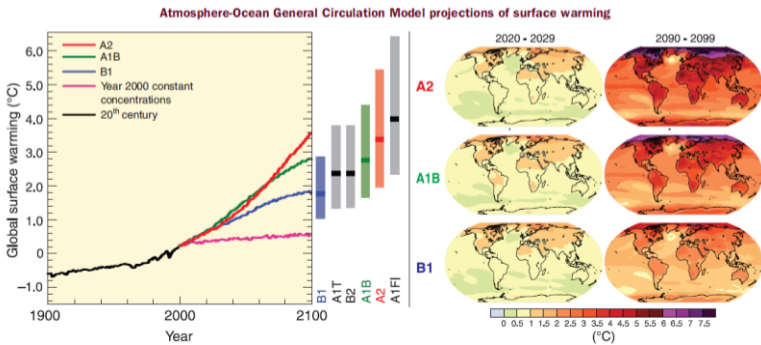 Atmosphere-Ocean General Circulation Model projections of surface warming
6.0
5.0
4.0
3.0
2.0
1.0
0
–1.0
Global surface warming (°C)
A2
A1B
B1
Year 2000 constant
concentrations
20th century
1900
2000
2100
Year
B1
A1T
B2
A1B
A2
A1FI
2020 - 2029
2090 - 2099
A2
A1B
B1
0 0.5 1 1.5 2 2.5 3 3.5 4 4.5 5 5.5 6 6.5 7 7.5
(°C)